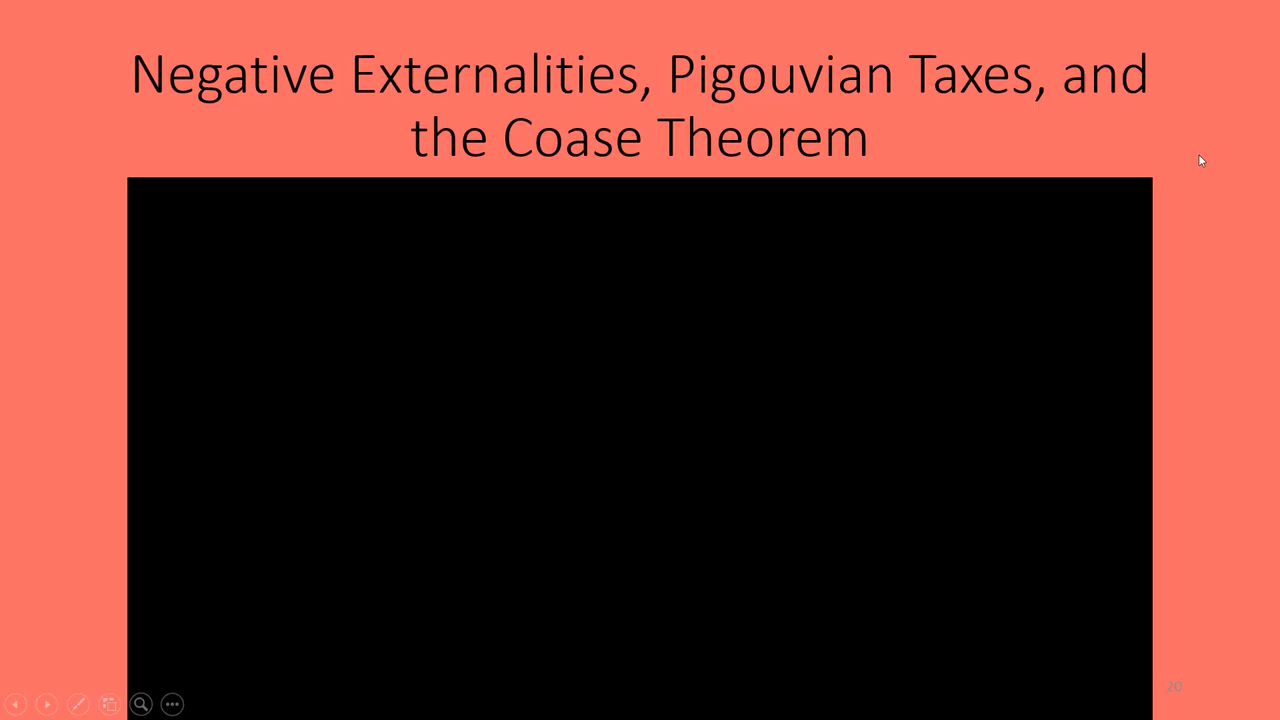 Negative Externalities, Pigouvian Taxes, and
the Coase Theorem
20